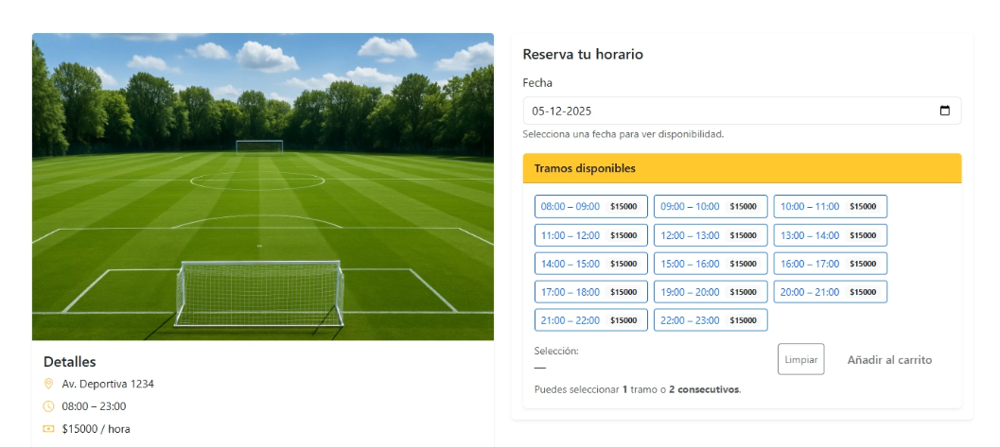 Reserva tu horario
Fecha
05-12-2025
Selecciona una fecha para ver disponibilidad.
Tramos disponibles
08:00 – 09:00 $15000 09:00 – 10:00 $15000 10:00 – 11:00 $15000
11:00 – 12:00 $15000 12:00 – 13:00 $15000 13:00 – 14:00 $15000
14:00 – 15:00 $15000 15:00 – 16:00 $15000 16:00 – 17:00 $15000
17:00 – 18:00 $15000 19:00 – 20:00 $15000 20:00 – 21:00 $15000
21:00 – 22:00 $15000 22:00 – 23:00 $15000
Selección:
—
Limpiar Añadir al carrito
Puedes seleccionar 1 tramo o 2 consecutivos.
Detalles
Av. Deportiva 1234
08:00 – 23:00
$15000 / hora